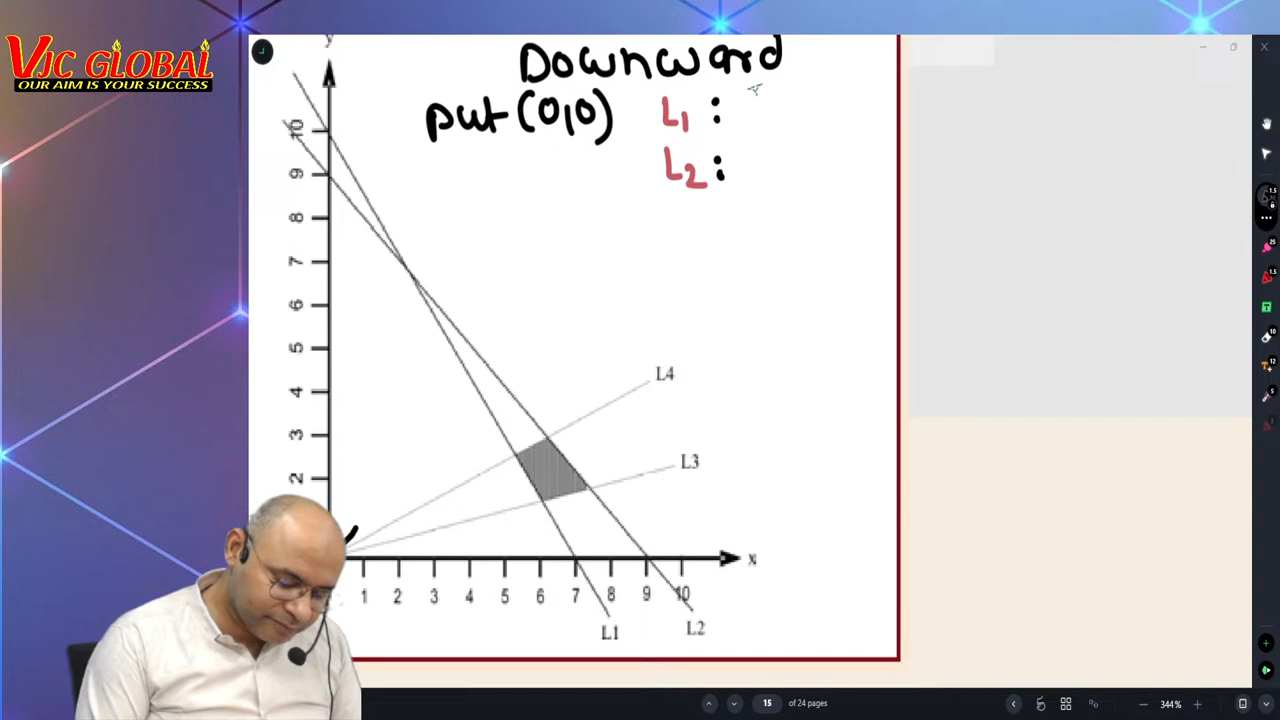 VJC GLOBAL
OUR AIM IS YOUR SUCCESS
y
Downward
put (0,0) L1 :
L2 :
10
9
8
7
6
5
4
3
2
L4
L3
x
1 2 3 4 5 6 7 8 9 10
L1
L2
15 of 24 pages
344%